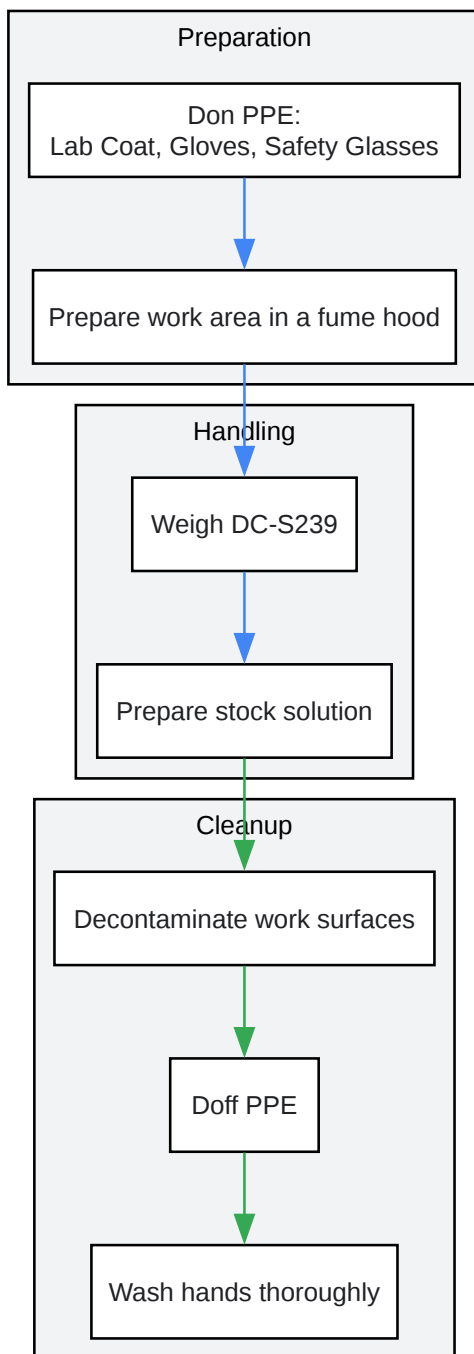 Preparation
Don PPE:
Lab Coat, Gloves, Safety Glasses
Prepare work area in a fume hood
Handling
Weigh DC-S239
Prepare stock solution
Cleanup
Decontaminate work surfaces
Doff PPE
Wash hands thoroughly